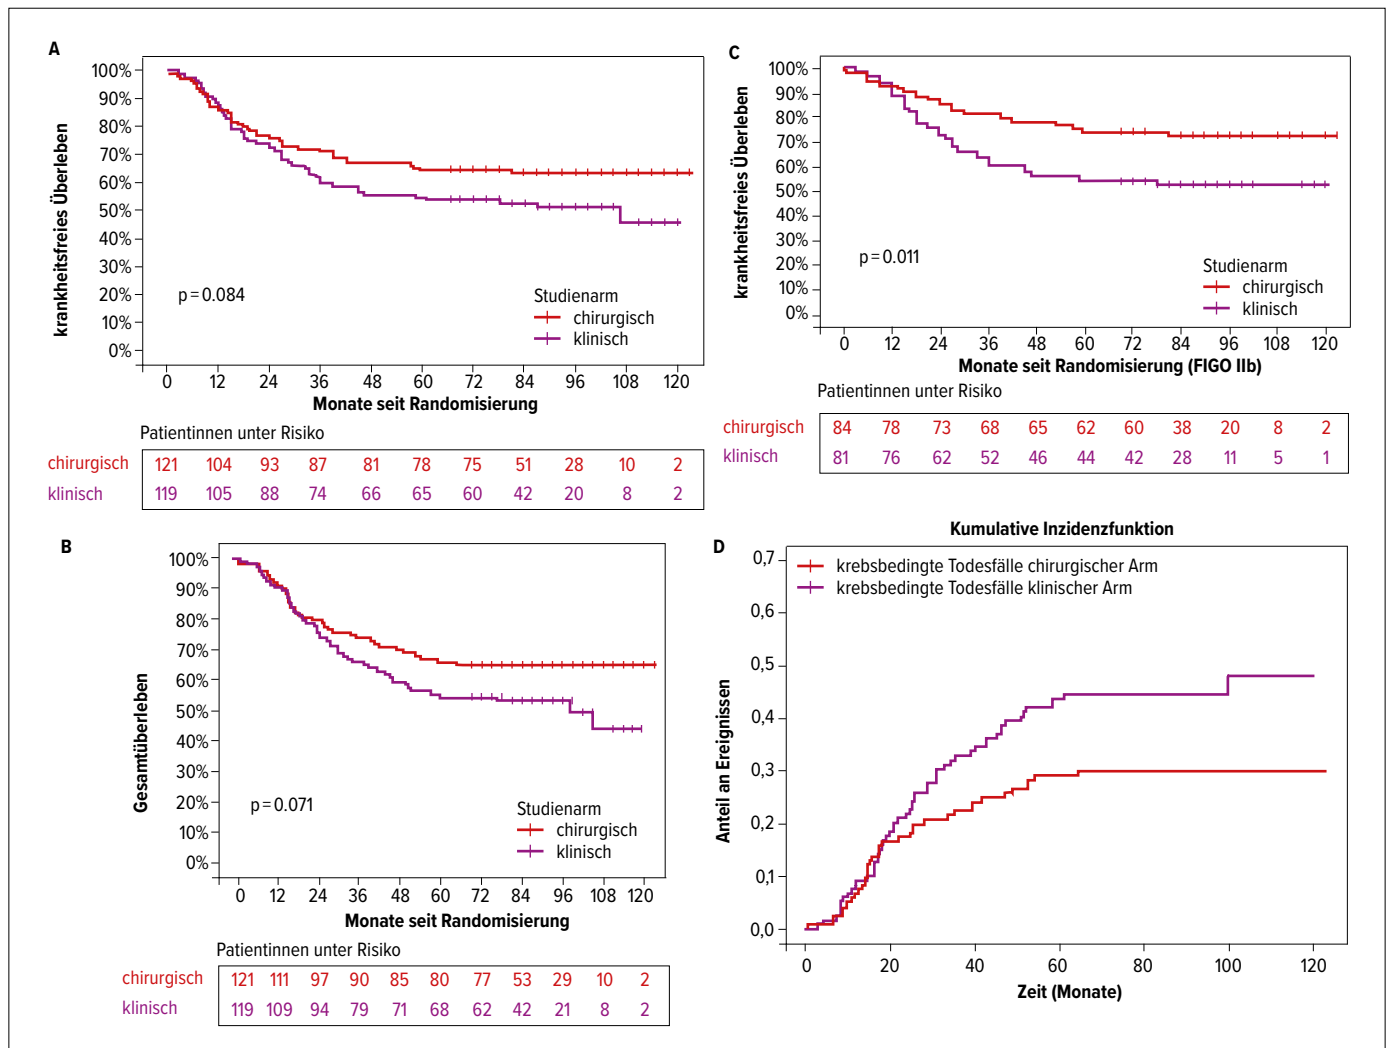 A
krankheitsfreies Überleben
100%
90%
80%
70%
60%
50%
40%
30%
20%
10%
0%
p=0.084
Studienarm
chirurgisch
klinisch
0 12 24 36 48 60 72 84 96 108 120
Monate seit Randomisierung
Patientinnen unter Risiko
chirurgisch 121 104 93 87 81 78 75 51 28 10 2
klinisch 119 105 88 74 66 65 60 42 20 8 2
B
Gesamtüberleben
100%
90%
80%
70%
60%
50%
40%
30%
20%
10%
0%
p=0.071
Studienarm
chirurgisch
klinisch
0 12 24 36 48 60 72 84 96 108 120
Monate seit Randomisierung
Patientinnen unter Risiko
chirurgisch 121 111 97 90 85 80 77 53 29 10 2
klinisch 119 109 94 79 71 68 62 42 21 8 2
C
krankheitsfreies Überleben
100%
90%
80%
70%
60%
50%
40%
30%
20%
10%
0%
p=0.011
Studienarm
chirurgisch
klinisch
0 12 24 36 48 60 72 84 96 108 120
Monate seit Randomisierung (FIGO IIb)
Patientinnen unter Risiko
chirurgisch 84 78 73 68 65 62 60 38 20 8 2
klinisch 81 76 62 52 46 44 42 28 11 5 1
D
Kumulative Inzidenzfunktion
Anteil an Ereignissen
0,7
0,6
0,5
0,4
0,3
0,2
0,1
0,0
krebsbedingte Todesfälle chirurgischer Arm
krebsbedingte Todesfälle klinischer Arm
0 20 40 60 80 100 120
Zeit (Monate)